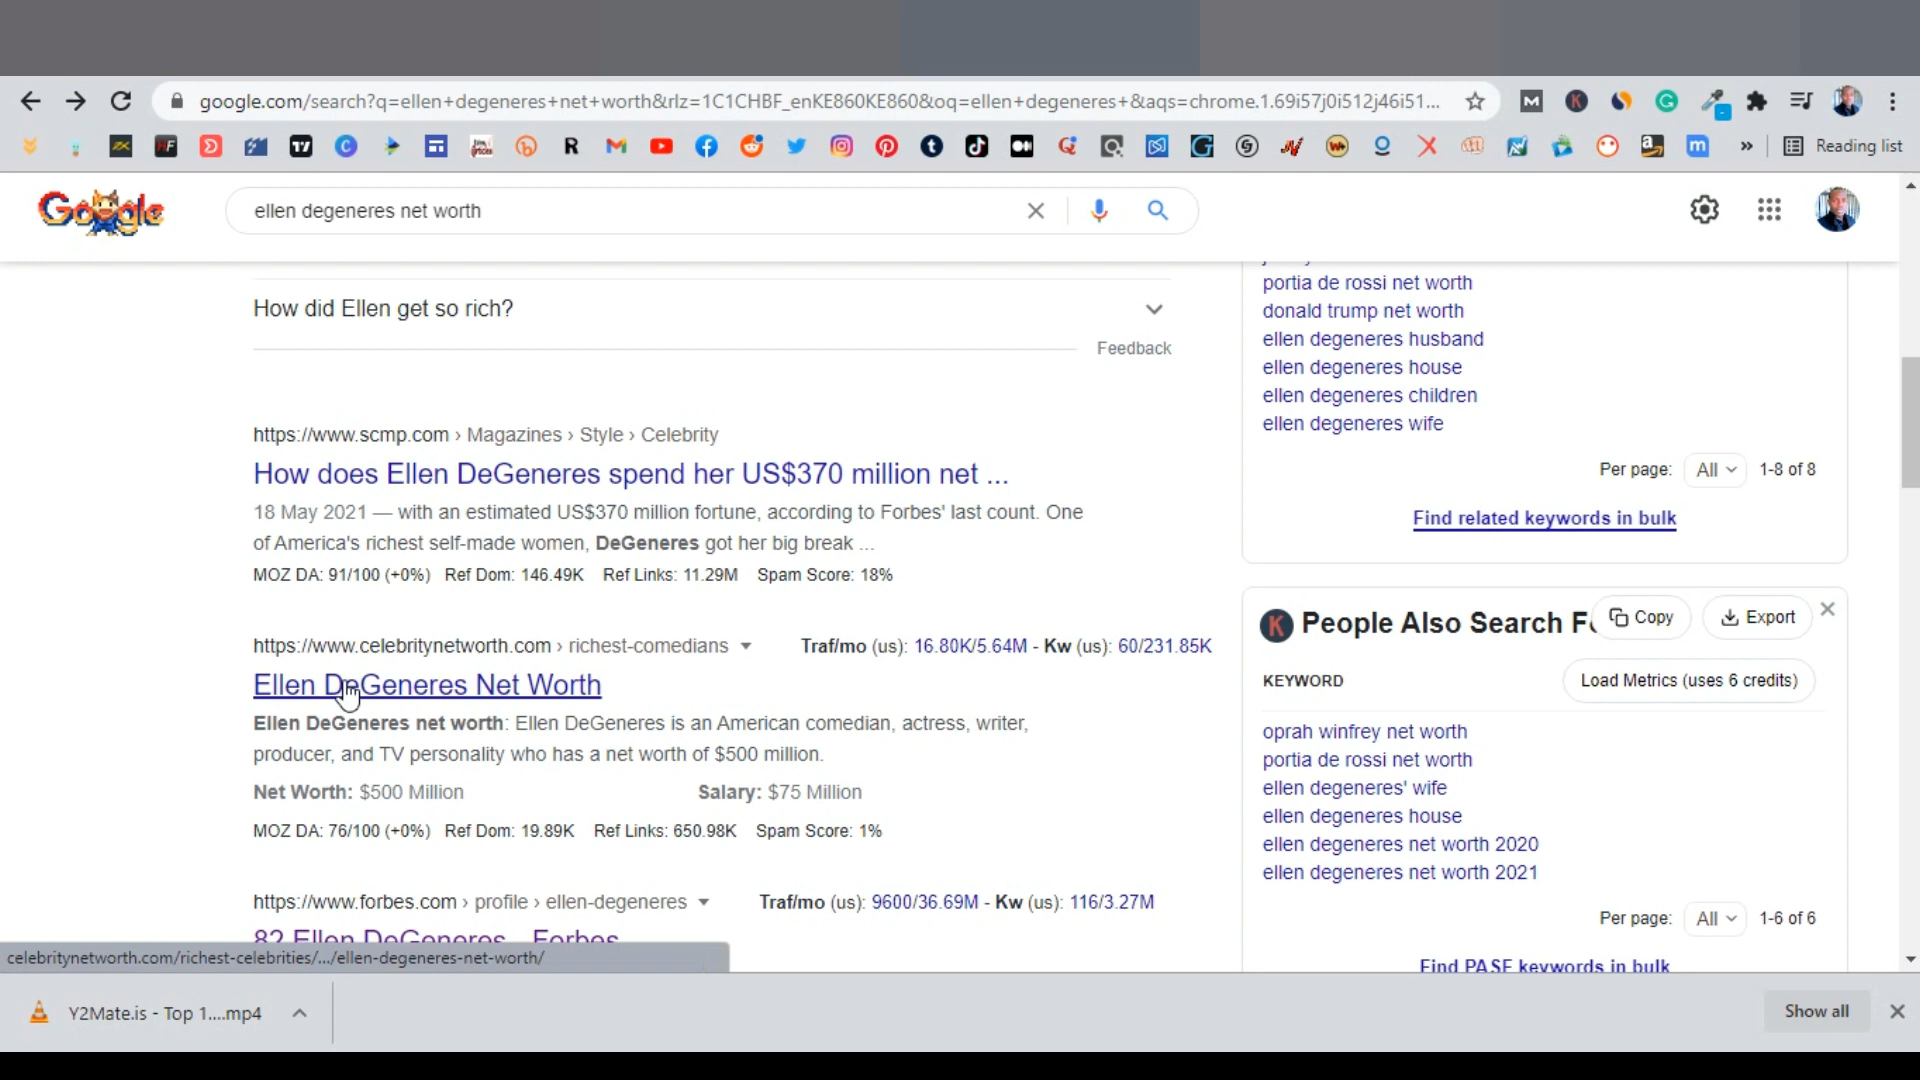 google.com/search?q=ellen+degeneres+net+worth&rlz=1C1CHBF_enKE860KE860&oq=ellen+degeneres+&aqs=chrome.1.69i57j0i512j46i51...
Reading list
Google
ellen degeneres net worth
portia de rossi net worth
donald trump net worth
ellen degeneres husband
ellen degeneres house
ellen degeneres children
ellen degeneres wife
Per page: All 1-8 of 8
Find related keywords in bulk
How did Ellen get so rich?
Feedback
https://www.scmp.com › Magazines › Style › Celebrity
How does Ellen DeGeneres spend her US$370 million net ...
18 May 2021 — with an estimated US$370 million fortune, according to Forbes' last count. One
of America's richest self-made women, DeGeneres got her big break ...
MOZ DA: 91/100 (+0%) Ref Dom: 146.49K Ref Links: 11.29M Spam Score: 18%
https://www.celebritynetworth.com › richest-comedians Traf/mo (us): 16.80K/5.64M - Kw (us): 60/231.85K
Ellen DeGeneres Net Worth
Ellen DeGeneres net worth: Ellen DeGeneres is an American comedian, actress, writer,
producer, and TV personality who has a net worth of $500 million.
Net Worth: $500 Million Salary: $75 Million
MOZ DA: 76/100 (+0%) Ref Dom: 19.89K Ref Links: 650.98K Spam Score: 1%
https://www.forbes.com › profile › ellen-degeneres Traf/mo (us): 9600/36.69M - Kw (us): 116/3.27M
82 Ellen DeGeneres - Forbes
People Also Search Fo
Copy
Export
KEYWORD
Load Metrics (uses 6 credits)
oprah winfrey net worth
portia de rossi net worth
ellen degeneres' wife
ellen degeneres house
ellen degeneres net worth 2020
ellen degeneres net worth 2021
Per page: All 1-6 of 6
Find PASF keywords in bulk
celebritynetworth.com/richest-celebrities/.../ellen-degeneres-net-worth/
Y2Mate.is - Top 1....mp4
Show all